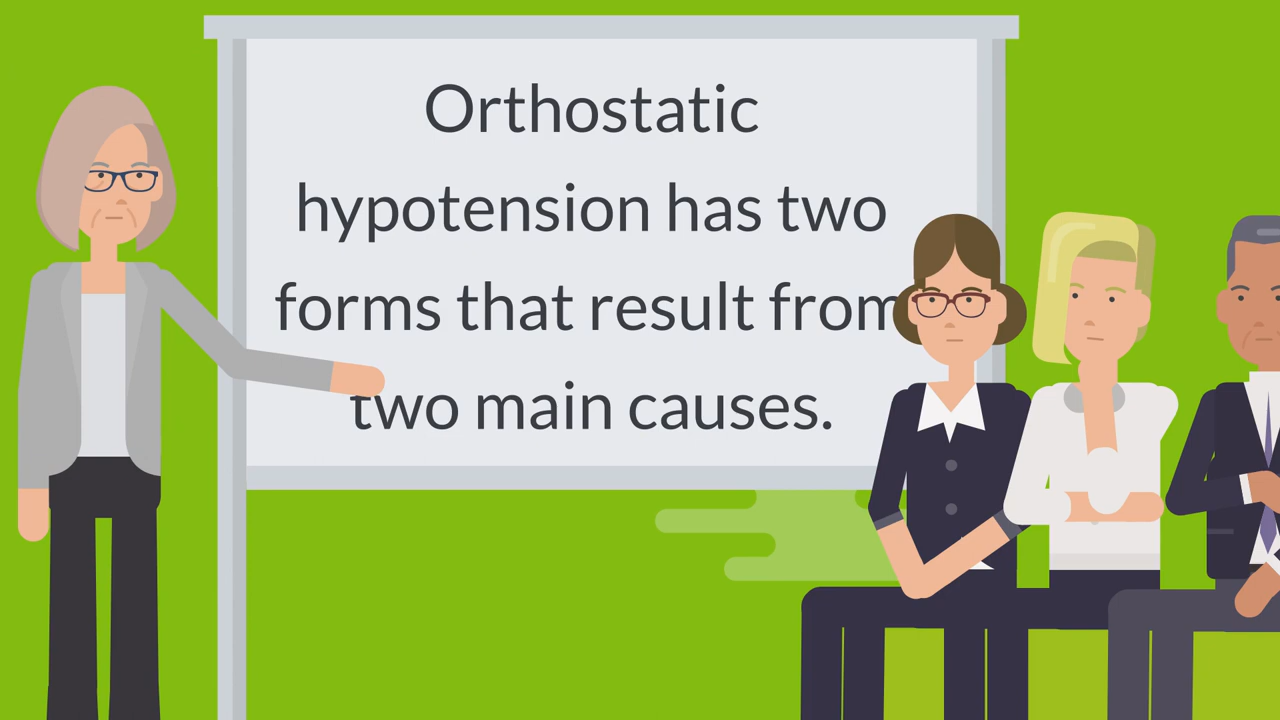 Orthostatic
hypotension has two
forms that result from
two main causes.